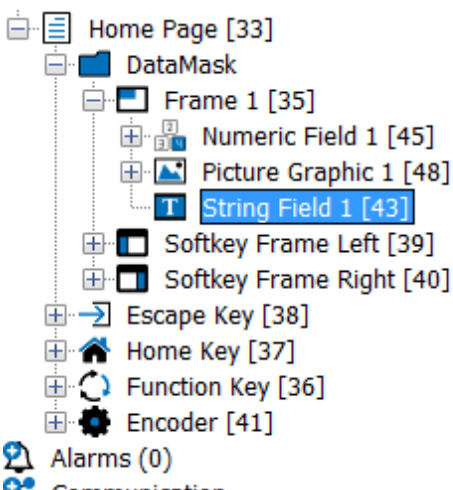 Home Page [33]
DataMask
Frame 1 [35]
Numeric Field 1 [45]
Picture Graphic 1 [48]
String Field 1 [43]
Softkey Frame Left [39]
Softkey Frame Right [40]
Escape Key [38]
Home Key [37]
Function Key [36]
Encoder [41]
Alarms (0)
Communication